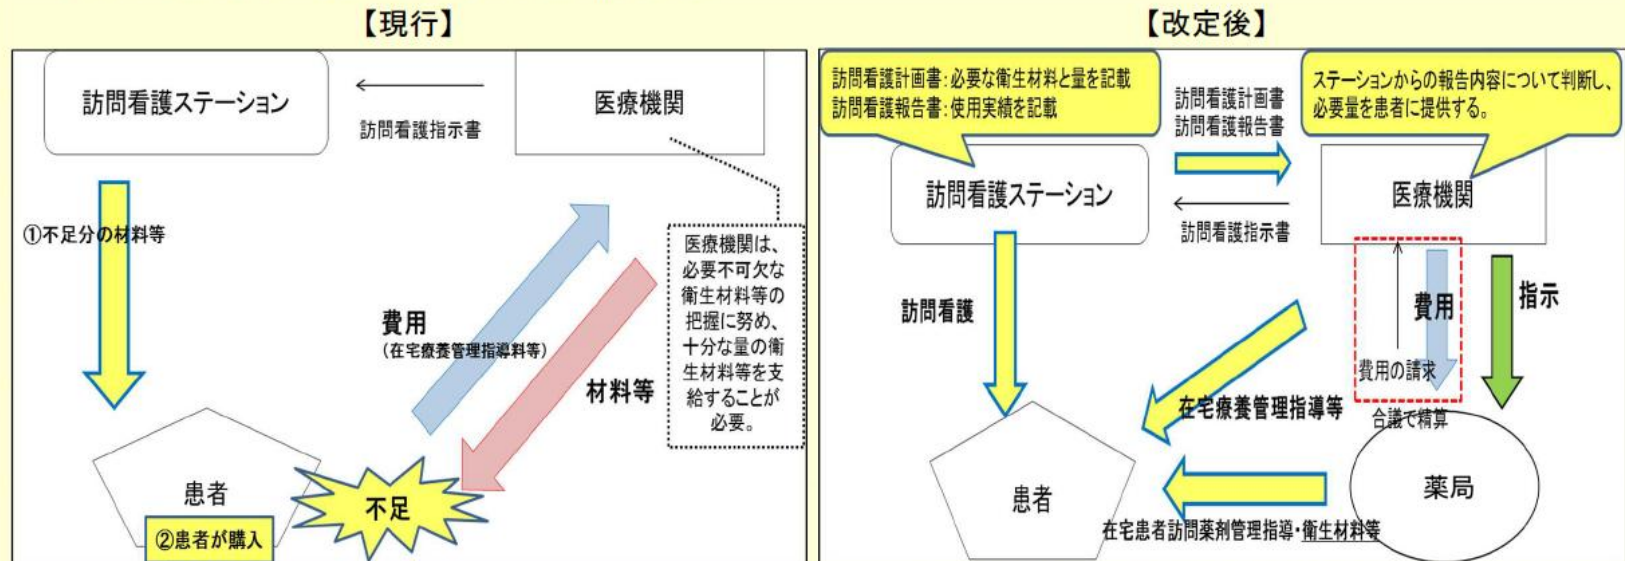 【現行】
訪問看護ステーション
医療機関
訪問看護指示書
①不足分の材料等
費用
(在宅療養管理指導料等)
材料等
医療機関は、
必要不可欠な
衛生材料等の
把握に努め、
十分な量の衛
生材料等を支
給することが
必要。
患者
不足
②患者が購入
【改定後】
訪問看護計画書:必要な衛生材料と量を記載
訪問看護報告書:使用実績を記載
訪問看護計画書
訪問看護報告書
ステーションからの報告内容について判断し、
必要量を患者に提供する。
訪問看護ステーション
医療機関
訪問看護指示書
訪問看護
費用
指示
費用の請求
在宅療養管理指導等
合議で精算
患者
薬局
在宅患者訪問薬剤管理指導・衛生材料等